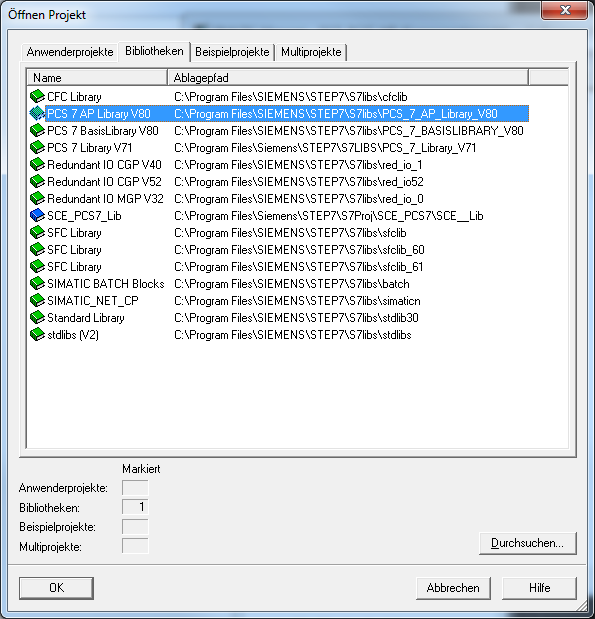 Öffnen Projekt
Anwenderprojekte Bibliotheken Beispielprojekte Multiprojekte
Name Ablagepfad
CFC Library C:\Program Files\SIEMENS\STEP7\S7libs\cfclib
PCS 7 AP Library V80 C:\Program Files\SIEMENS\STEP7\S7libs\PCS_7_AP_Library_V80
PCS 7 BasisLibrary V80 C:\Program Files\SIEMENS\STEP7\S7libs\PCS_7_BASISLIBRARY_V80
PCS 7 Library V71 C:\Program Files\Siemens\STEP7\S7LIBS\PCS_7_Library_V71
Redundant IO CGP V40 C:\Program Files\SIEMENS\STEP7\S7libs\red_io_1
Redundant IO CGP V52 C:\Program Files\SIEMENS\STEP7\S7libs\red_io52
Redundant IO MGP V32 C:\Program Files\SIEMENS\STEP7\S7libs\red_io_0
SCE_PCS7_Lib C:\Program Files\Siemens\STEP7\S7Proj\SCE_PCS7\SCE__Lib
SFC Library C:\Program Files\SIEMENS\STEP7\S7libs\sfclib
SFC Library C:\Program Files\SIEMENS\STEP7\S7libs\sfclib_60
SFC Library C:\Program Files\SIEMENS\STEP7\S7libs\sfclib_61
SIMATIC BATCH Blocks C:\Program Files\SIEMENS\STEP7\S7libs\batch
SIMATIC_NET_CP C:\Program Files\SIEMENS\STEP7\S7libs\simaticn
Standard Library C:\Program Files\SIEMENS\STEP7\S7libs\stdlib30
stdlibs (V2) C:\Program Files\SIEMENS\STEP7\S7libs\stdlibs
Markiert
Anwenderprojekte:
Bibliotheken: 1
Beispielprojekte:
Multiprojekte:
Durchsuchen...
OK Abbrechen Hilfe